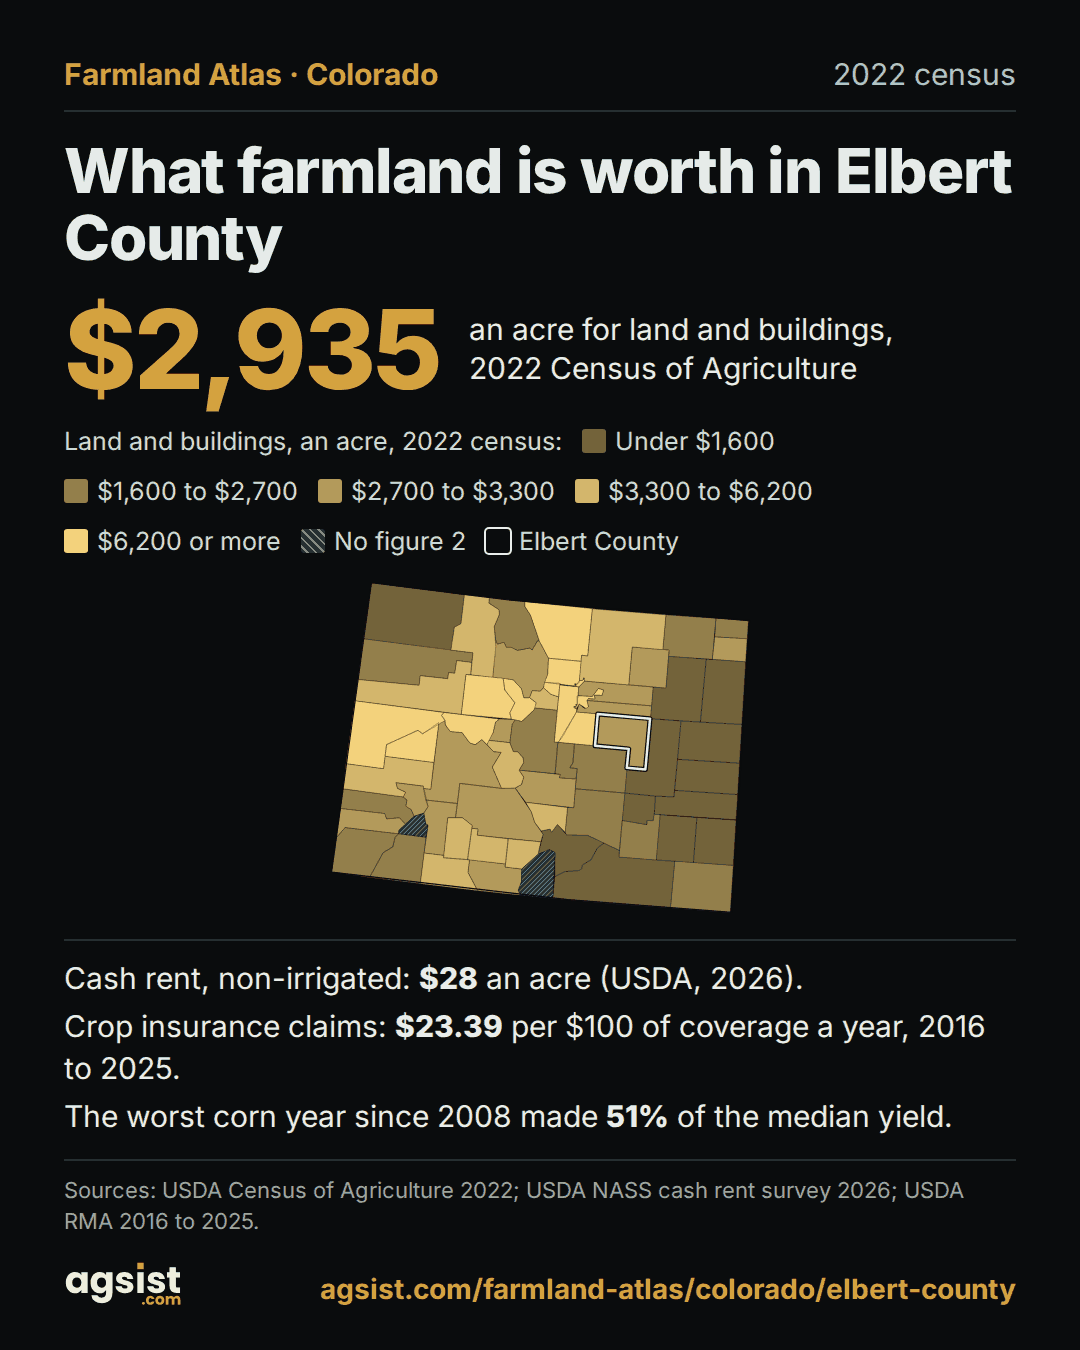 Farmland Atlas · Colorado
2022 census
What farmland is worth in Elbert
County
$2,935
an acre for land and buildings,
2022 Census of Agriculture
Land and buildings, an acre, 2022 census: Under $1,600
$1,600 to $2,700 $2,700 to $3,300 $3,300 to $6,200
$6,200 or more No figure 2 Elbert County
Cash rent, non-irrigated: $28 an acre (USDA, 2026).
Crop insurance claims: $23.39 per $100 of coverage a year, 2016
to 2025.
The worst corn year since 2008 made 51% of the median yield.
Sources: USDA Census of Agriculture 2022; USDA NASS cash rent survey 2026; USDA
RMA 2016 to 2025.
agsist
.com
agsist.com/farmland-atlas/colorado/elbert-county